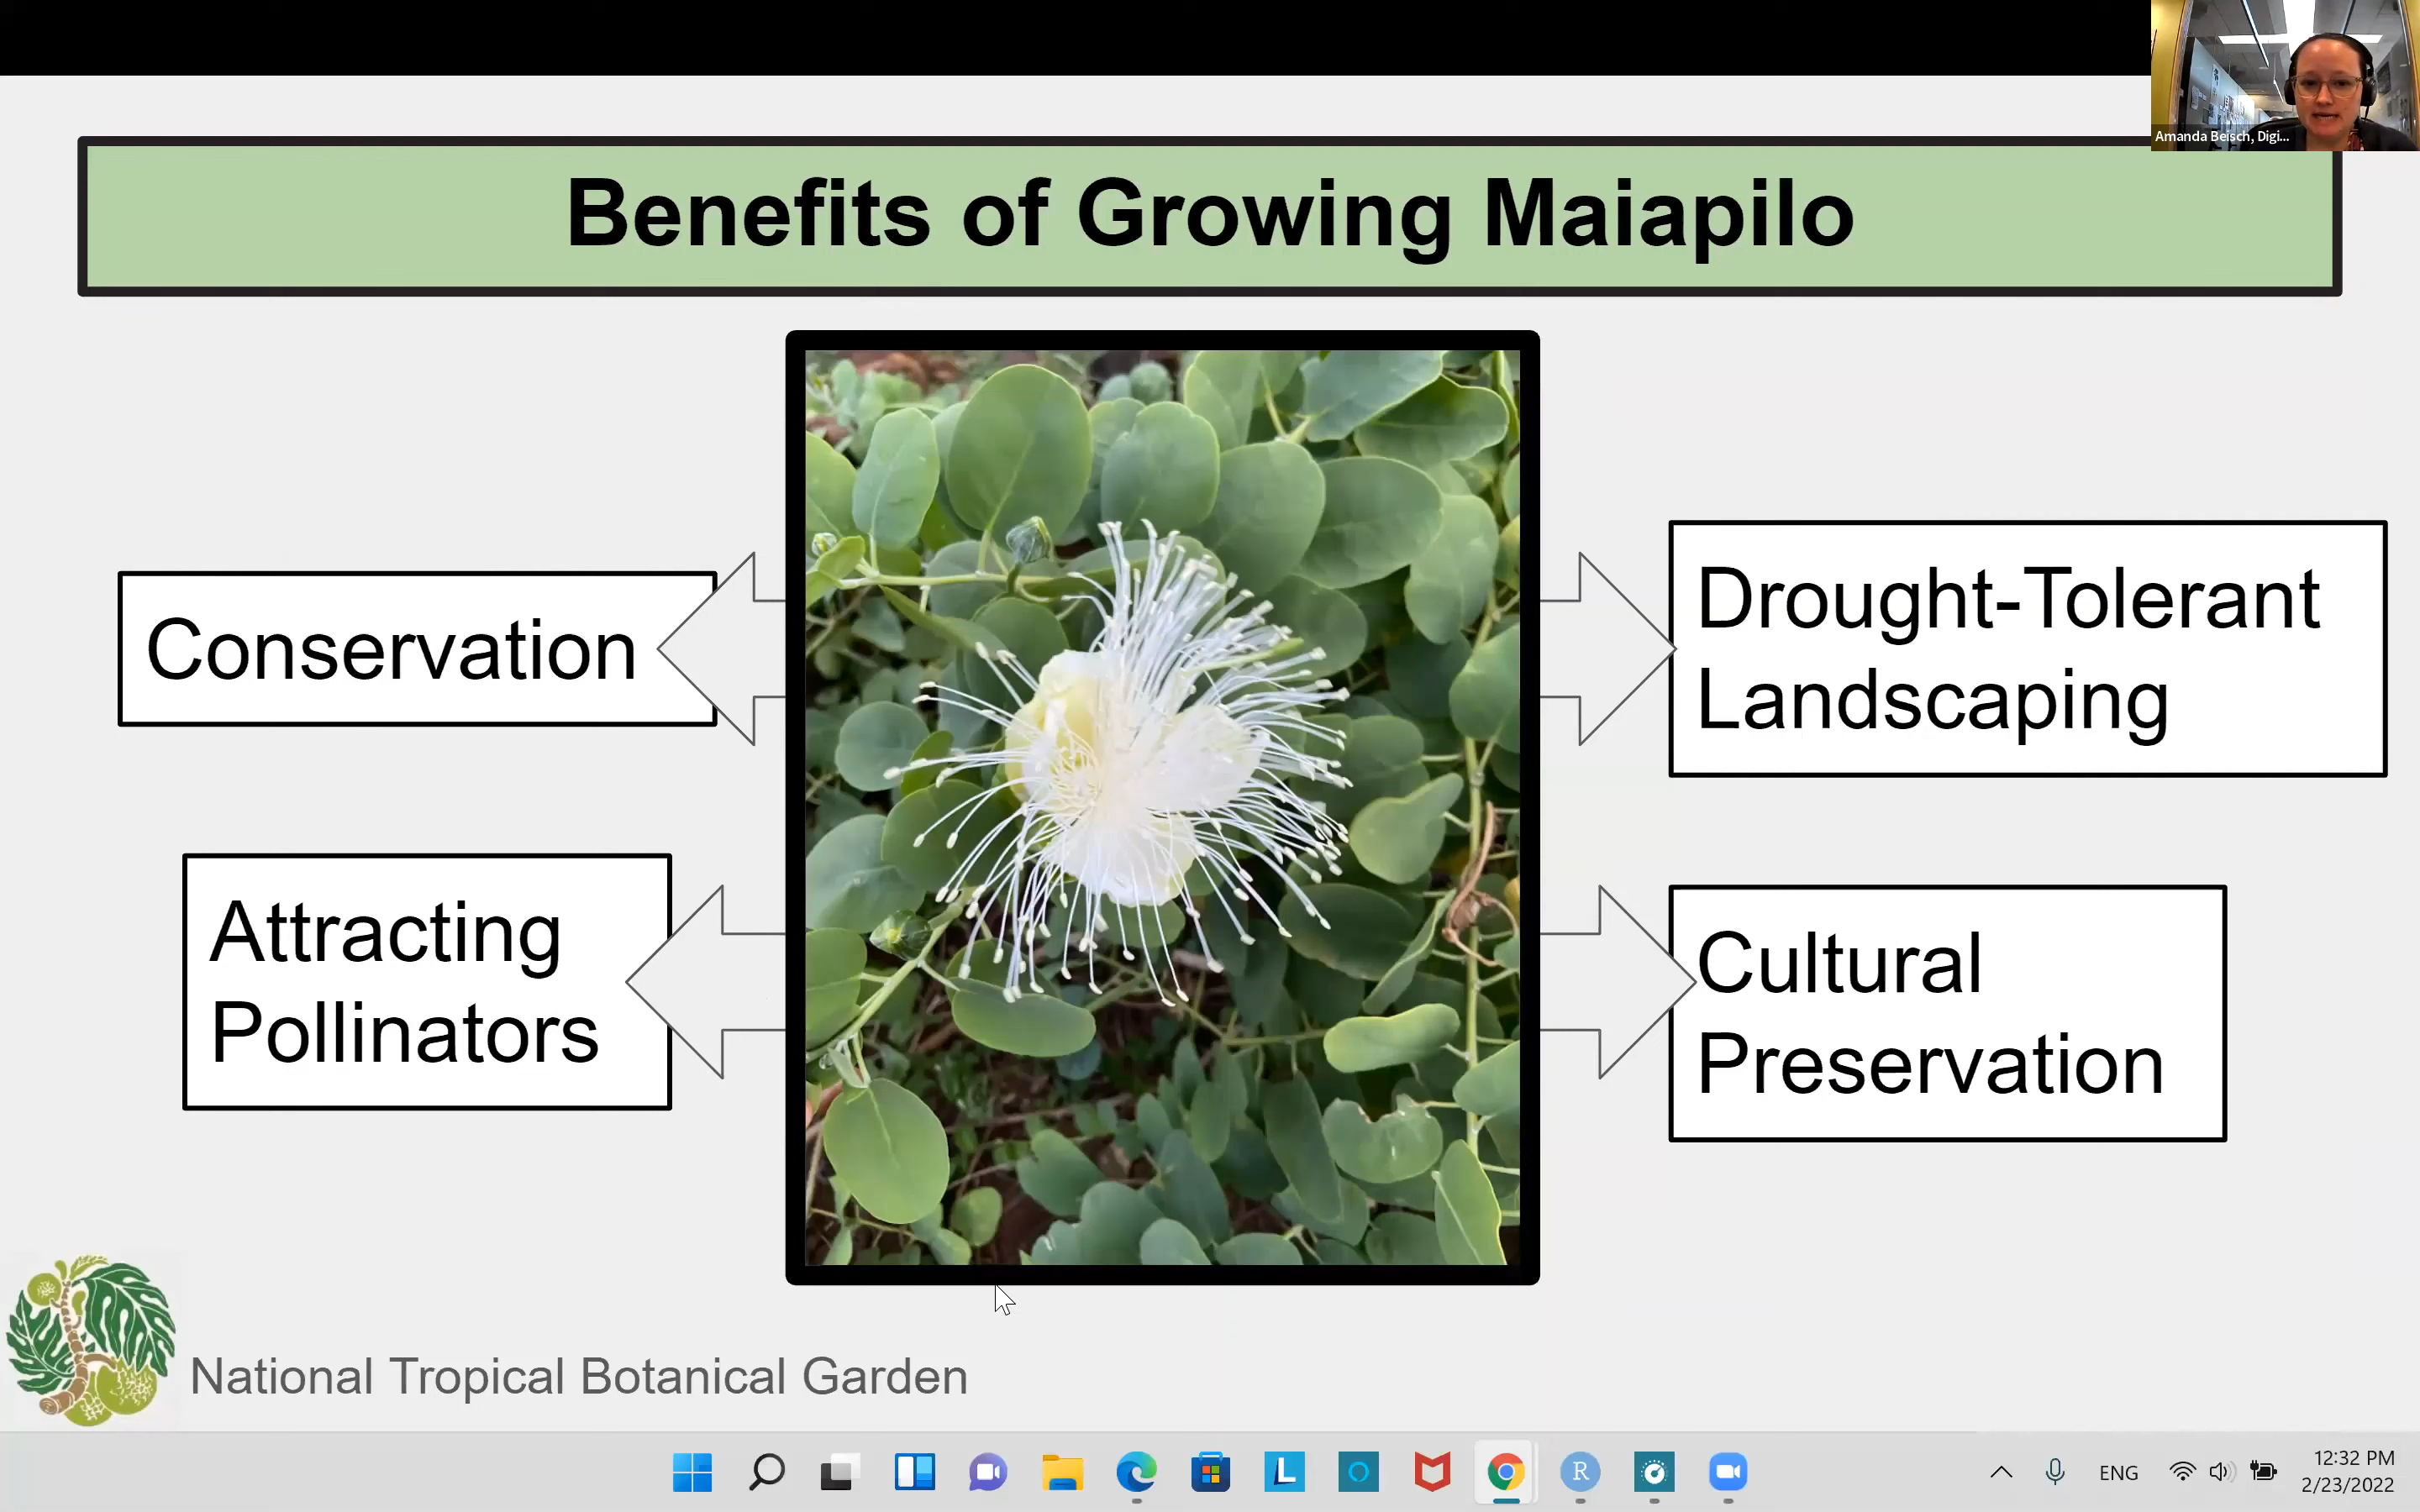 Amanda Beisch, Digi...
Benefits of Growing Maiapilo
Conservation
Drought-Tolerant
Landscaping
Attracting
Pollinators
Cultural
Preservation
National Tropical Botanical Garden
L
R
ENG
12:32 PM
2/23/2022